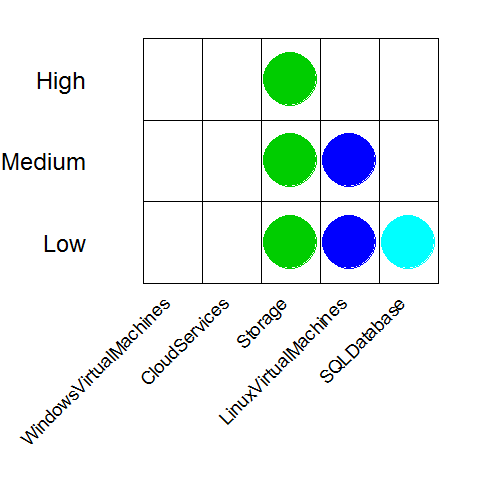 High
Medium
Low
WindowsVirtualMachines
CloudServices
Storage
LinuxVirtualMachines
SQLDatabase